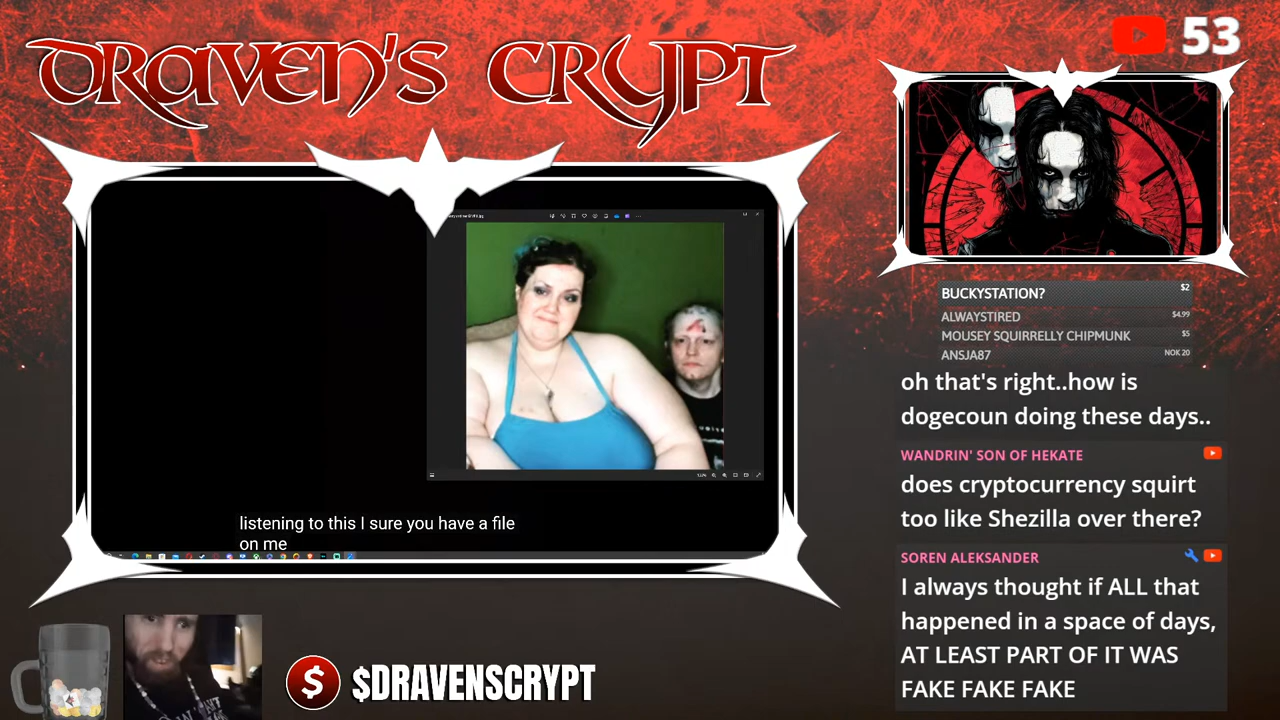 DRAVEN'S CRYPT
53
BUCKYSTATION?
$2
ALWAYSTIRED
$4.99
MOUSEY SQUIRRELLY CHIPMUNK
$5
ANSJA87
NOK 20
oh that's right..how is
dogecoun doing these days..
WANDRIN' SON OF HEKATE
does cryptocurrency squirt
too like Shezilla over there?
SOREN ALEKSANDER
I always thought if ALL that
happened in a space of days,
AT LEAST PART OF IT WAS
FAKE FAKE FAKE
listening to this I sure you have a file
on me
$DRAVENSCRYPT